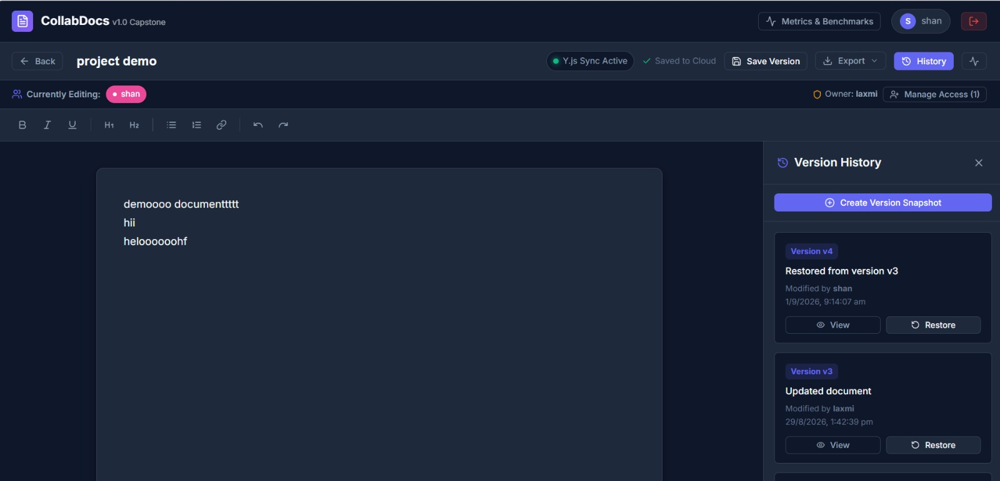 CollabDocs v1.0 Capstone
Metrics & Benchmarks
S shan
Back
project demo
Y.js Sync Active
Saved to Cloud
Save Version
Export
History
Currently Editing:
shan
Owner: laxmi
Manage Access (1)
B I U H1 H2
demoooo documenttttt
hii
heloooooohf
Version History
Create Version Snapshot
Version v4
Restored from version v3
Modified by shan
1/9/2026, 9:14:07 am
View
Restore
Version v3
Updated document
Modified by laxmi
29/8/2026, 1:42:39 pm
View
Restore